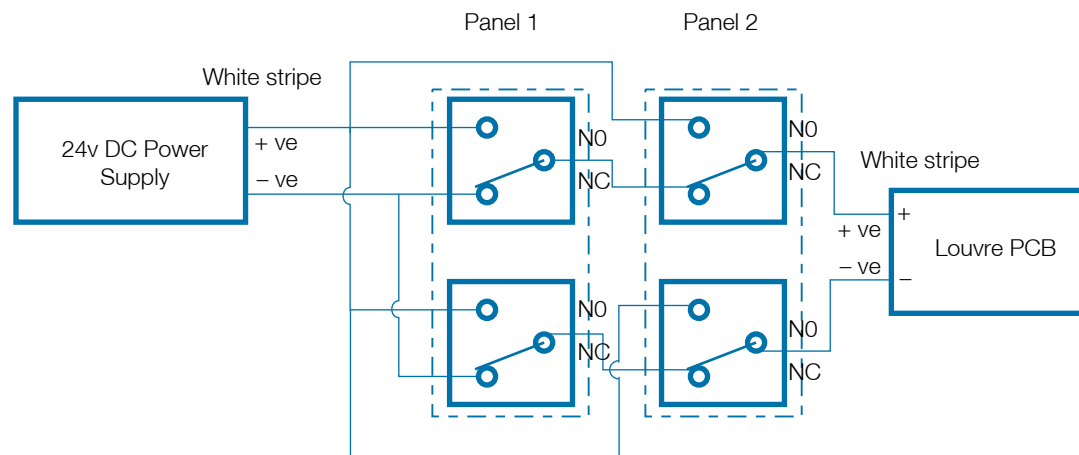 Panel 1
Panel 2
White stripe
24v DC Power
Supply
+ ve
– ve
N0
NC
N0
NC
White stripe
+
+ ve
– ve
–
Louvre PCB
N0
NC
N0
NC